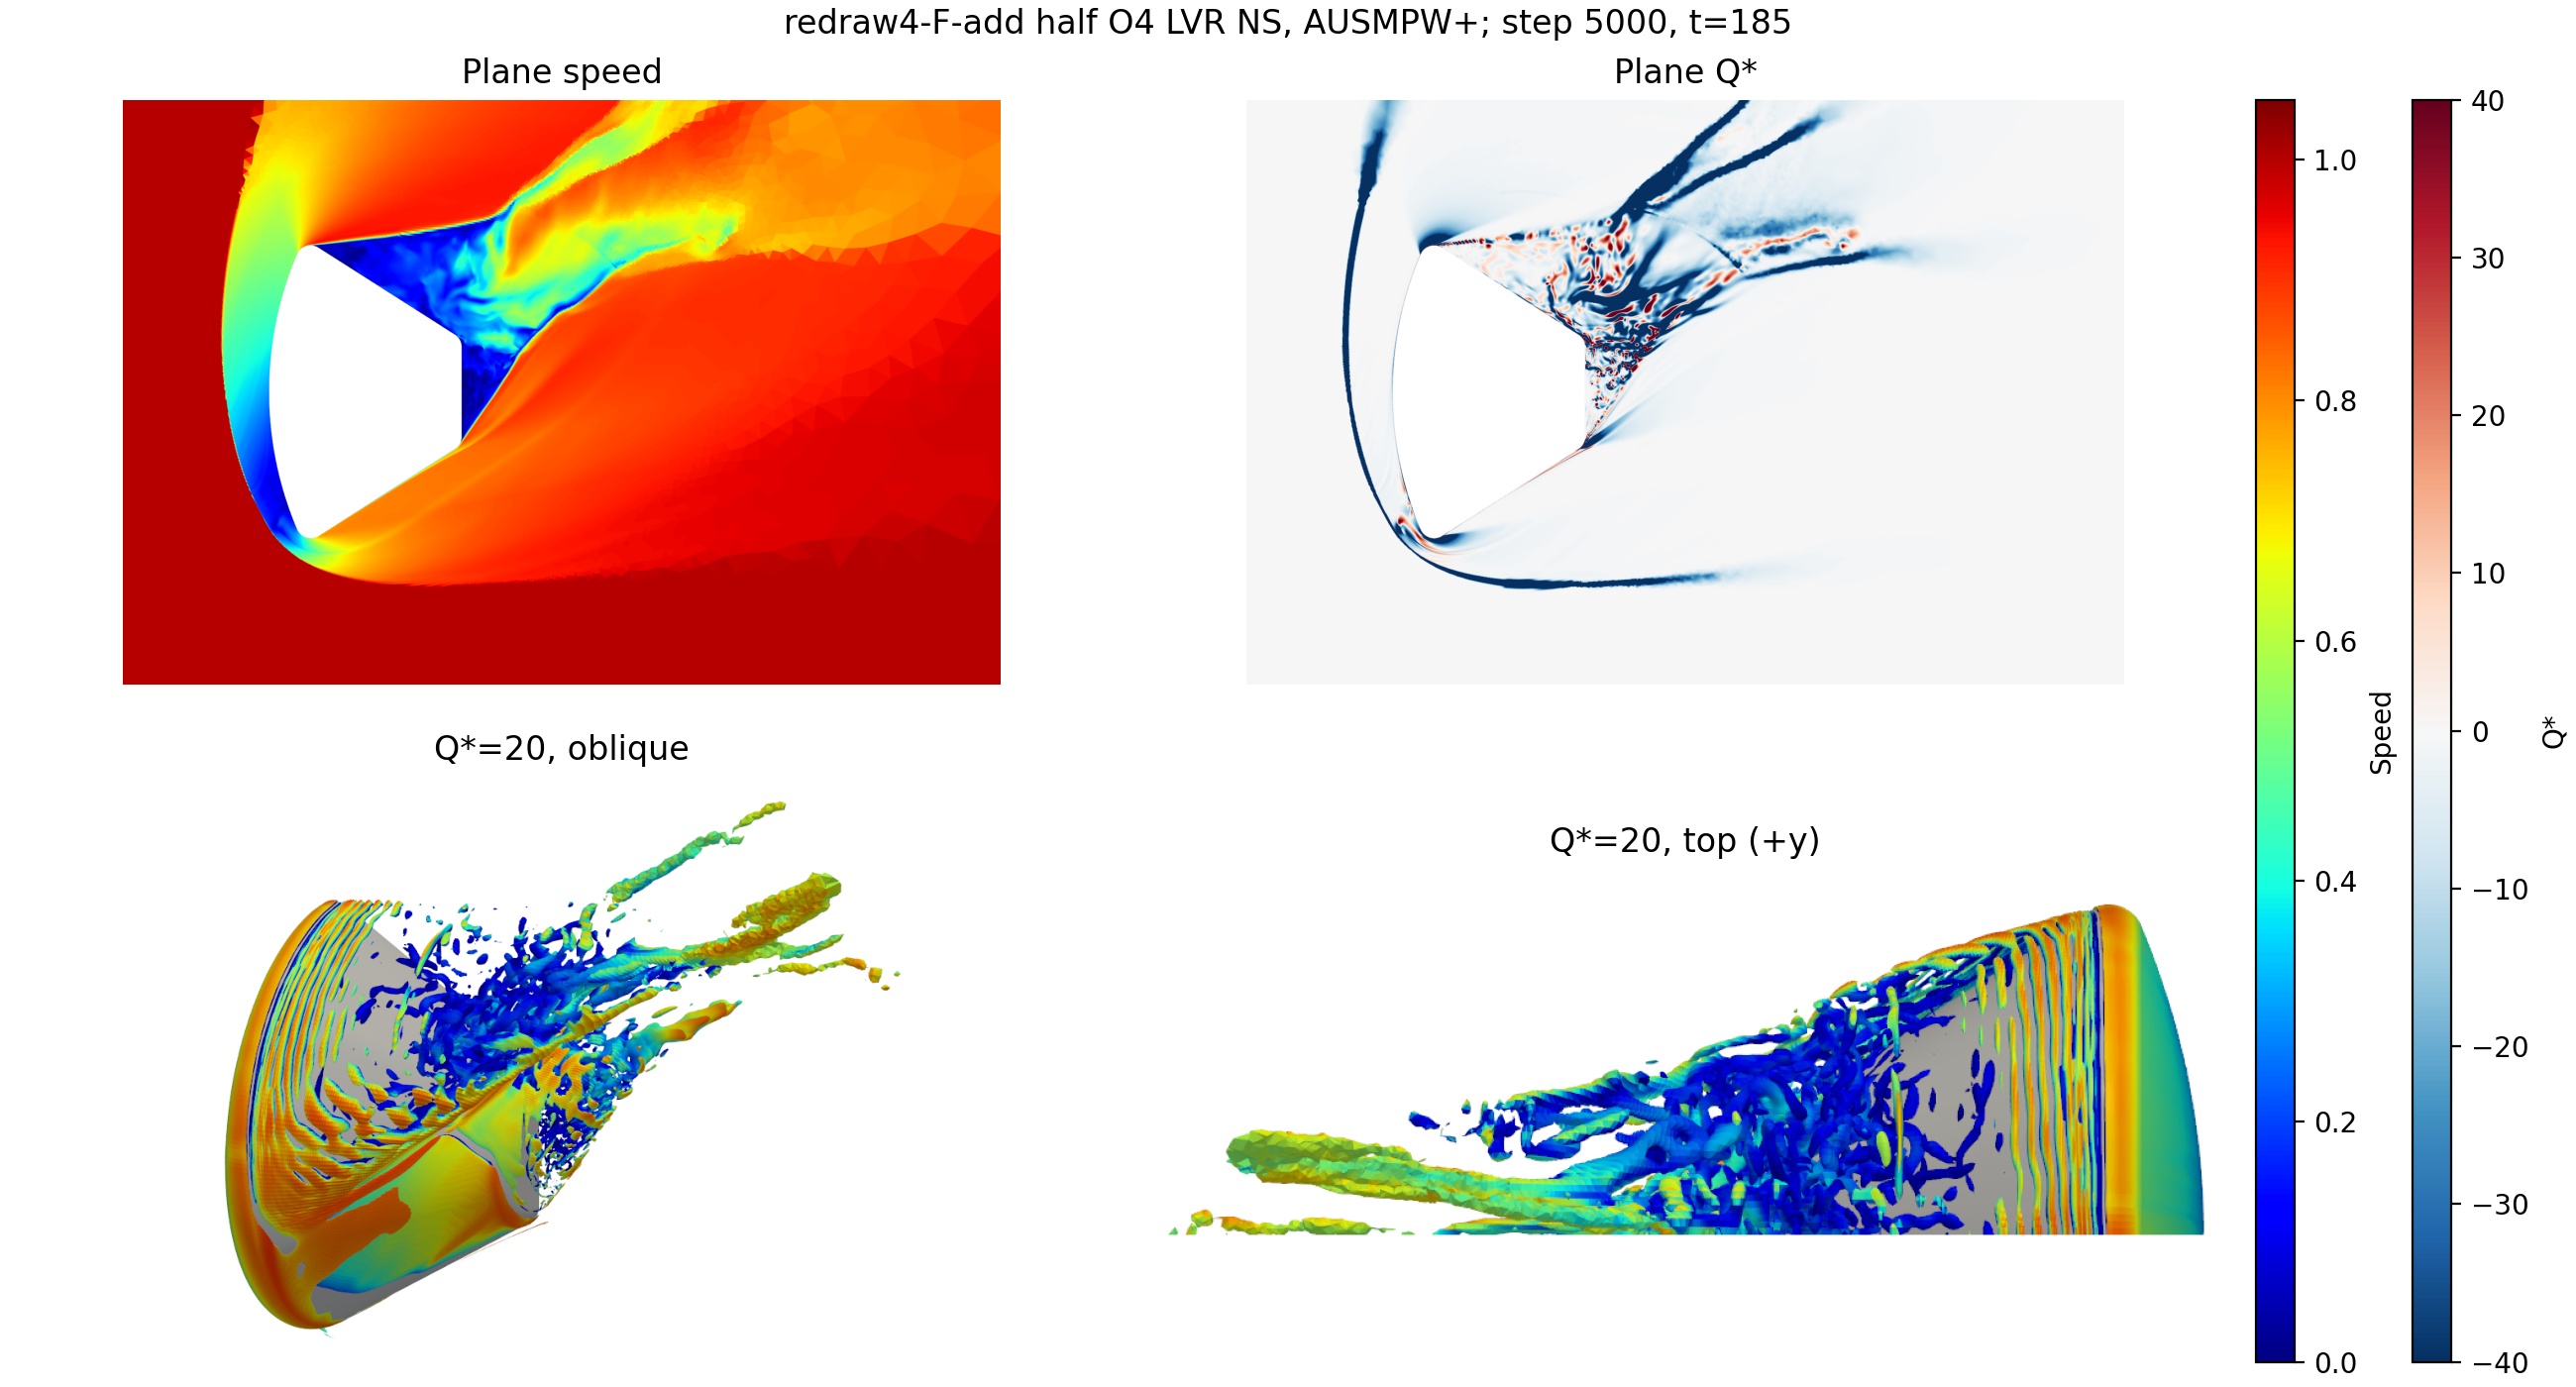 redraw4-F-add half O4 LVR NS, AUSMPW+; step 5000, t=185
Plane speed
Plane Q*
Q*=20, oblique
Q*=20, top (+y)
1.0
0.8
0.6
0.4
0.2
0.0
Speed
40
30
20
10
0
−10
−20
−30
−40
Q*